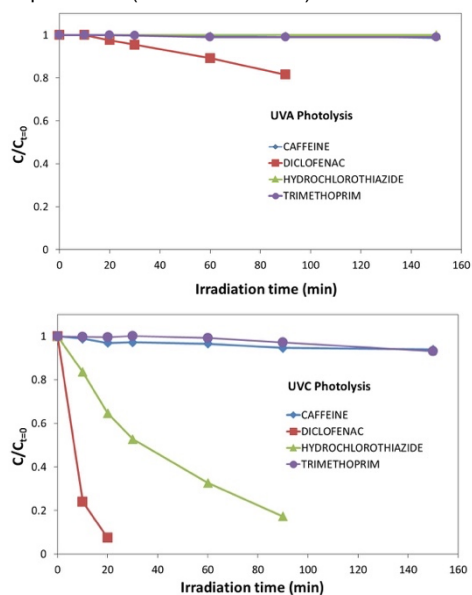 1
0.8
0.6
0.4
0.2
0
C/Ct=0
UVA Photolysis
CAFFEINE
DICLOFENAC
HYDROCHLOROTHIAZIDE
TRIMETHOPRIM
0 20 40 60 80 100 120 140 160
Irradiation time (min)
1
0.8
0.6
0.4
0.2
0
C/Ct=0
UVC Photolysis
CAFFEINE
DICLOFENAC
HYDROCHLOROTHIAZIDE
TRIMETHOPRIM
0 20 40 60 80 100 120 140 160
Irradiation time (min)